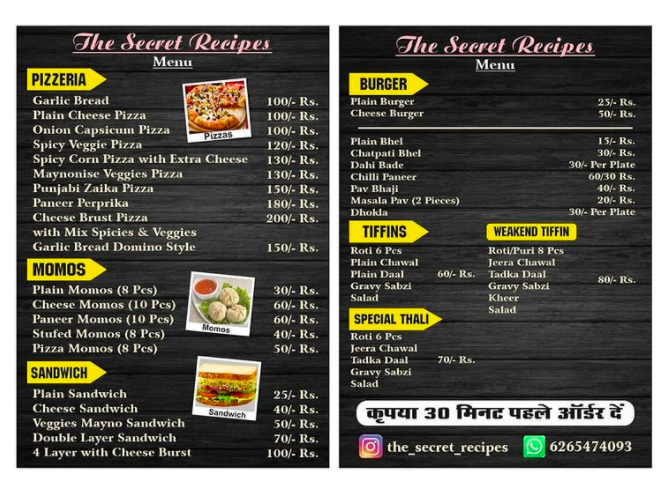 The Secret Recipes
Menu
PIZZERIA
Garlic Bread 100/- Rs.
Plain Cheese Pizza 100/- Rs.
Onion Capsicum Pizza 100/- Rs.
Spicy Veggie Pizza 120/- Rs.
Spicy Corn Pizza with Extra Cheese 130/- Rs.
Maynonise Veggies Pizza 130/- Rs.
Punjabi Zaika Pizza 150/- Rs.
Paneer Perprika 180/- Rs.
Cheese Brust Pizza 200/- Rs.
with Mix Spicies & Veggies
Garlic Bread Domino Style 150/- Rs.
Pizzas
MOMOS
Plain Momos (8 Pcs) 30/- Rs.
Cheese Momos (10 Pcs) 60/- Rs.
Paneer Momos (10 Pcs) 60/- Rs.
Stufed Momos (8 Pcs) 40/- Rs.
Pizza Momos (8 Pcs) 50/- Rs.
Momos
SANDWICH
Plain Sandwich 25/- Rs.
Cheese Sandwich 40/- Rs.
Veggies Mayno Sandwich 50/- Rs.
Double Layer Sandwich 70/- Rs.
4 Layer with Cheese Burst 100/- Rs.
Sandwich
The Secret Recipes
Menu
BURGER
Plain Burger 25/- Rs.
Cheese Burger 50/- Rs.
Plain Bhel 15/- Rs.
Chatpati Bhel 30/- Rs.
Dahi Bade 30/- Per Plate
Chilli Paneer 60/30 Rs.
Pav Bhaji 40/- Rs.
Masala Pav (2 Pieces) 20/- Rs.
Dhokla 30/- Per Plate
TIFFINS
Roti 6 Pcs
Plain Chawal
Plain Daal 60/- Rs.
Gravy Sabzi
Salad
WEAKEND TIFFIN
Roti/Puri 8 Pcs
Jeera Chawal
Tadka Daal 80/- Rs.
Gravy Sabzi
Kheer
Salad
SPECIAL THALI
Roti 6 Pcs
Jeera Chawal
Tadka Daal 70/- Rs.
Gravy Sabzi
Salad
कृपया 30 मिनट पहले ऑर्डर दें
the_secret_recipes 6265474093